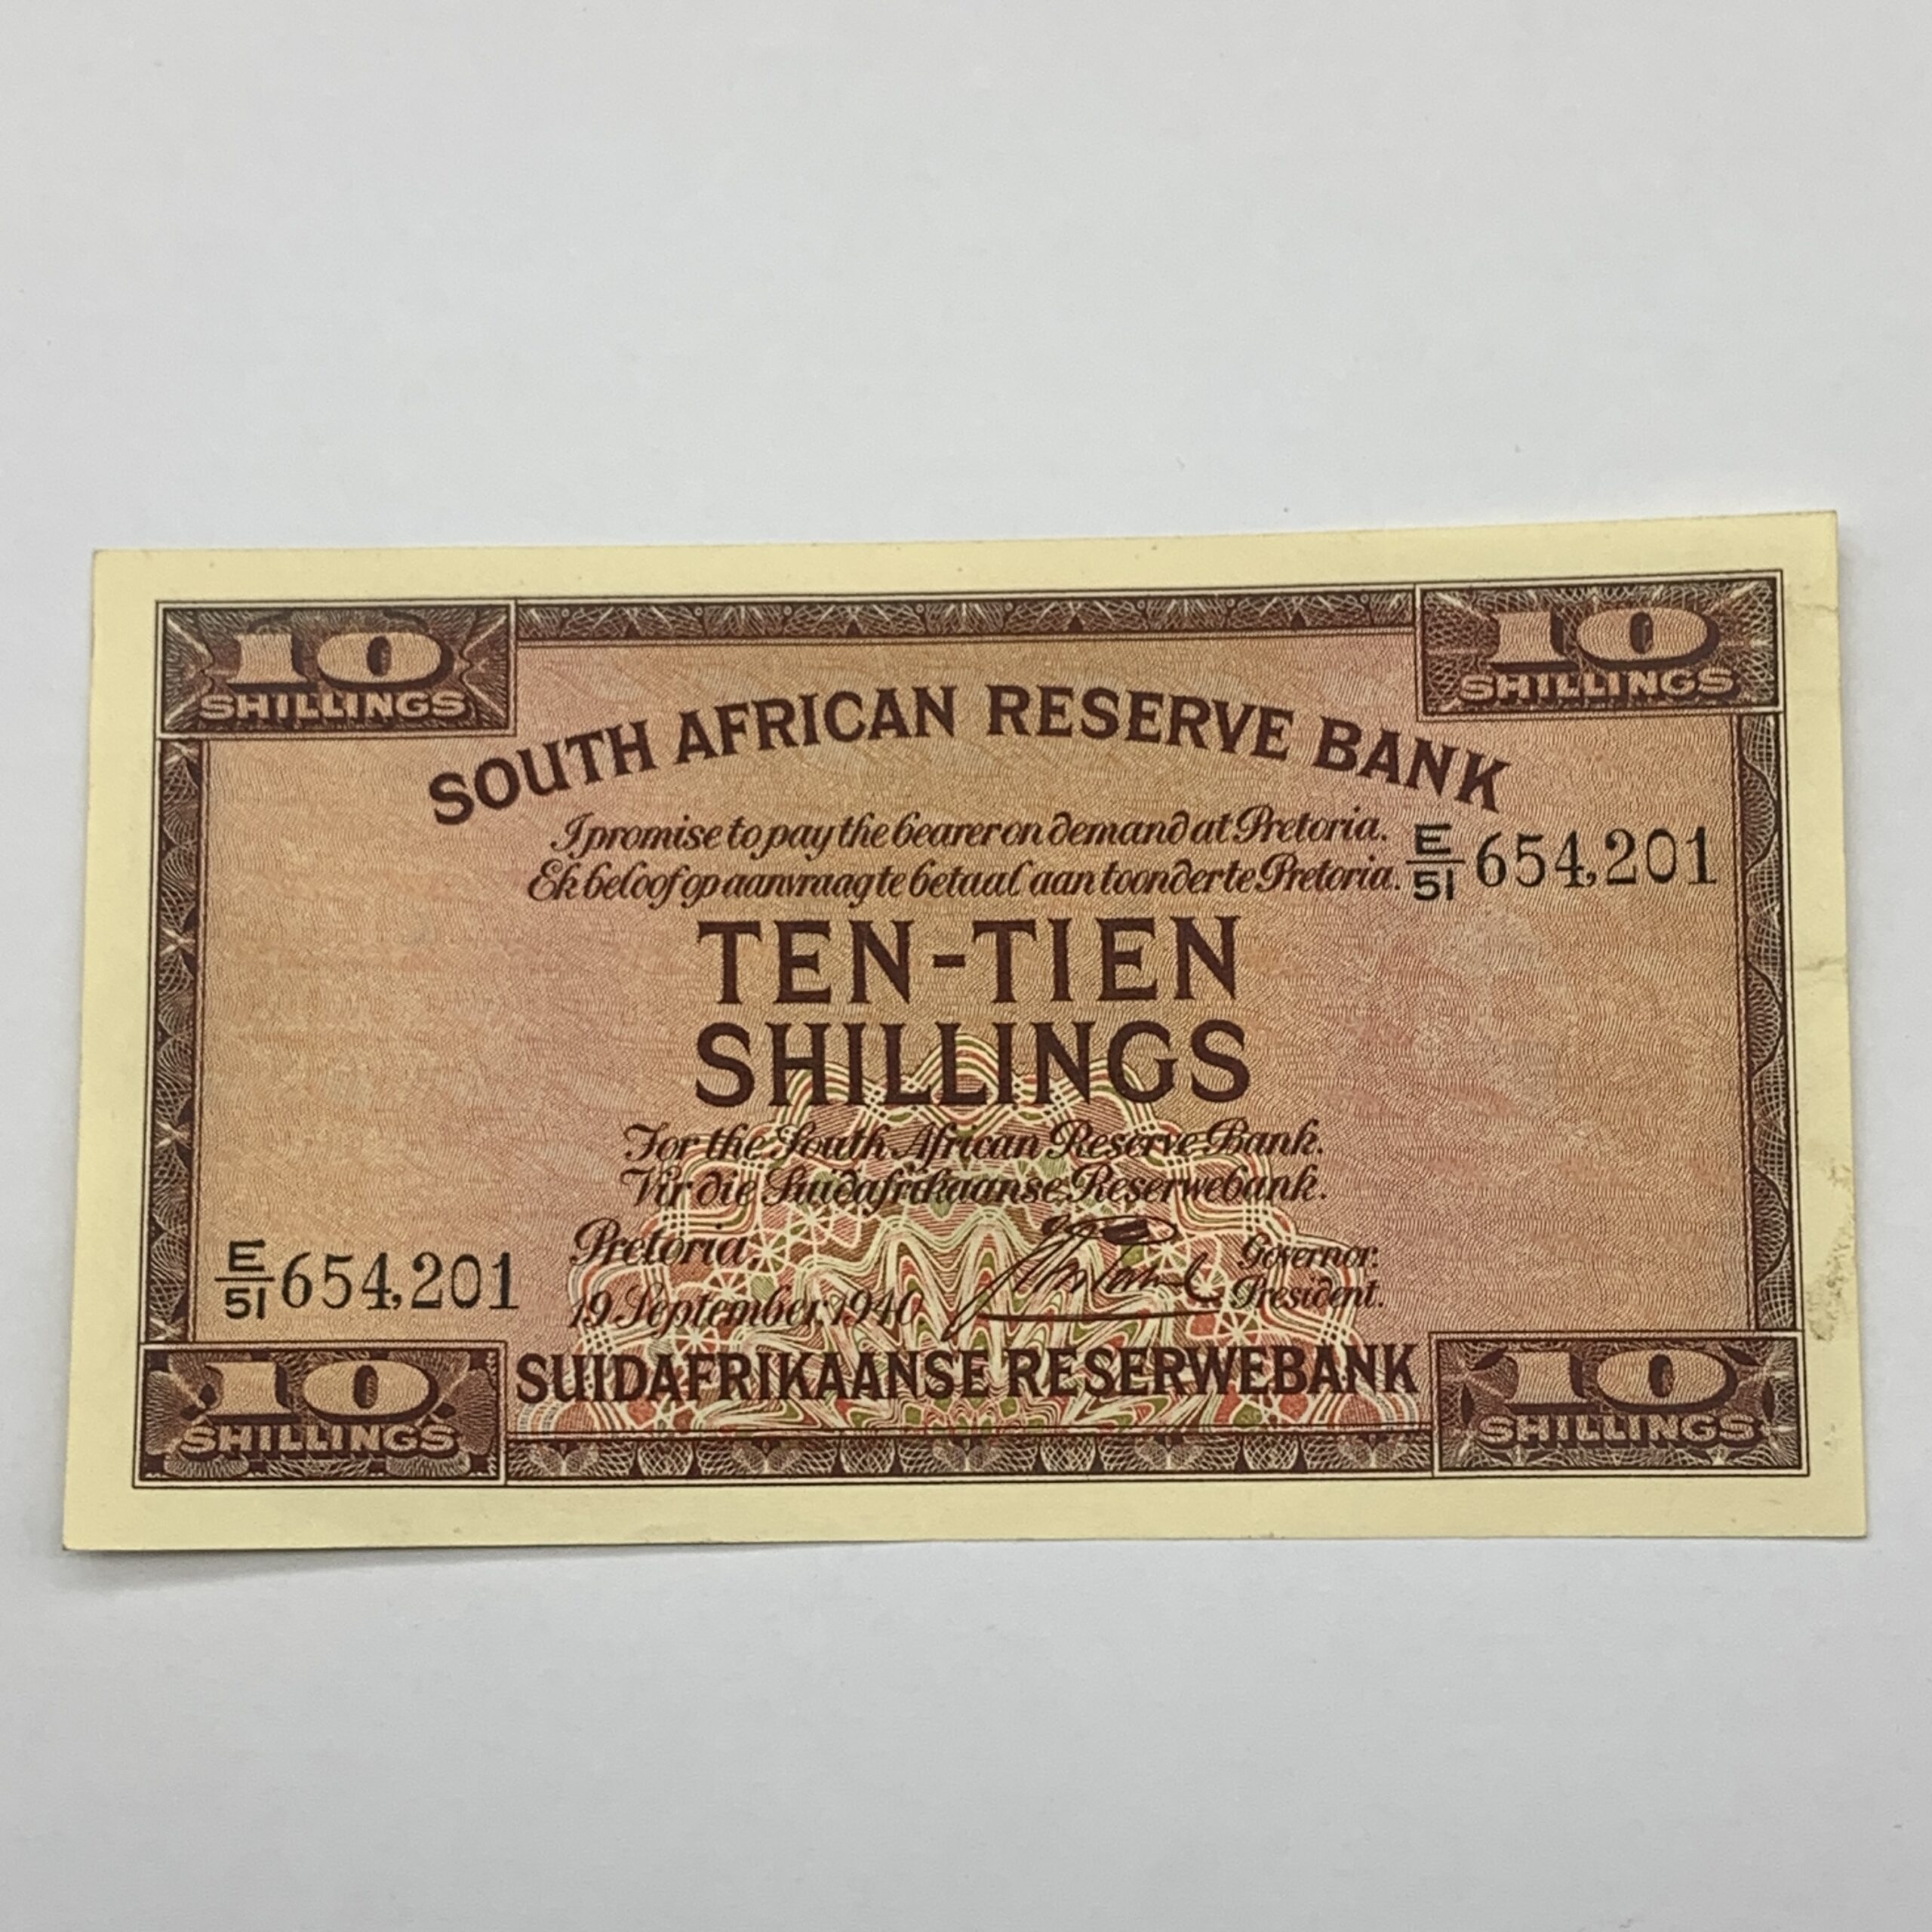 10
SHILLINGS
10
SHILLINGS
SOUTH AFRICAN RESERVE BANK
I promise to pay the bearer on demand at Pretoria.
Ek beloof op aanvraag te betaal aan toonder te Pretoria.
E/51 654,201
TEN-TIEN
SHILLINGS
For the South African Reserve Bank.
Vir die Suidafrikaanse Reserwebank.
E/51 654,201
Pretoria,
19 September, 1940
Governor.
President.
SUIDAFRIKAANSE RESERWEBANK
10
SHILLINGS
10
SHILLINGS